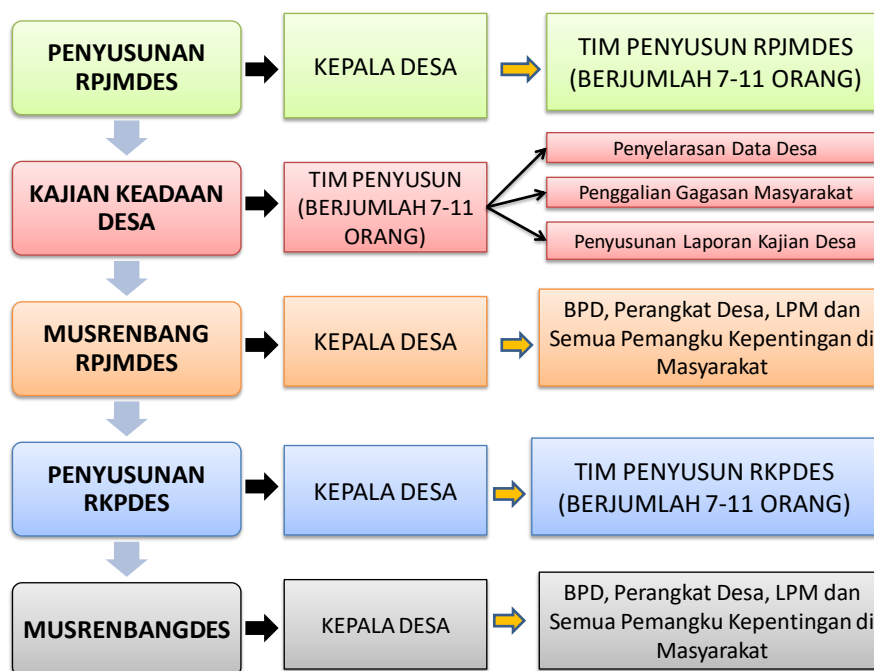 PENYUSUNAN
RPJMDES
KEPALA DESA
TIM PENYUSUN RPJMDES
(BERJUMLAH 7-11 ORANG)
KAJIAN KEADAAN
DESA
TIM PENYUSUN
(BERJUMLAH 7-11
ORANG)
Penyelarasan Data Desa
Penggalian Gagasan Masyarakat
Penyusunan Laporan Kajian Desa
MUSRENBANG
RPJMDES
KEPALA DESA
BPD, Perangkat Desa, LPM dan
Semua Pemangku Kepentingan di
Masyarakat
PENYUSUNAN
RKPDES
KEPALA DESA
TIM PENYUSUN RKPDES
(BERJUMLAH 7-11 ORANG)
MUSRENBANGDES
KEPALA DESA
BPD, Perangkat Desa, LPM dan
Semua Pemangku Kepentingan di
Masyarakat